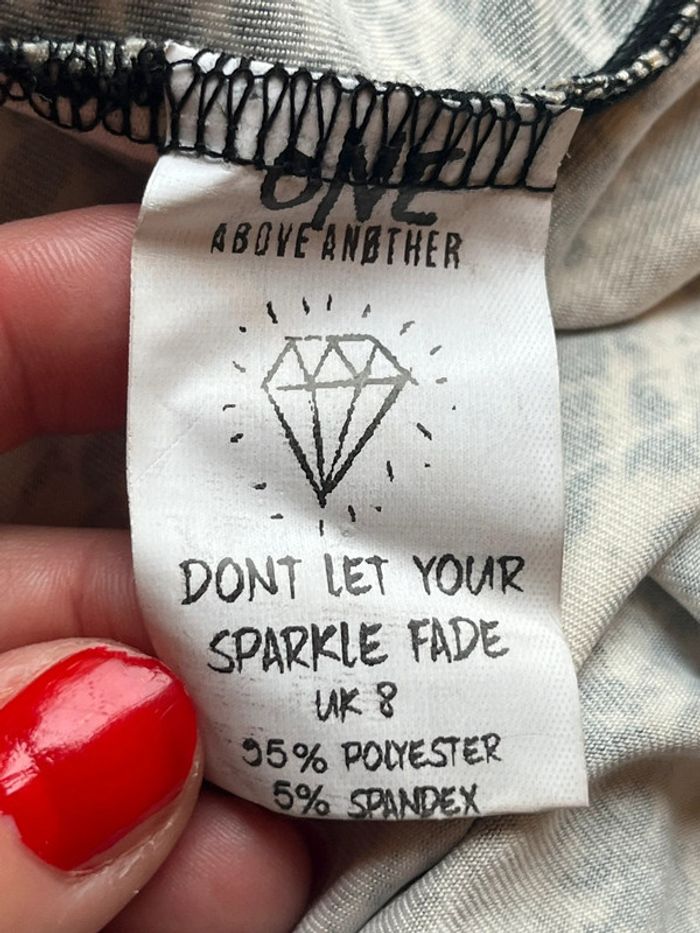 ONE
ABOVE ANØTHER
DONT LET YOUR
SPARKLE FADE
UK 8
95% POLYESTER
5% SPANDEX